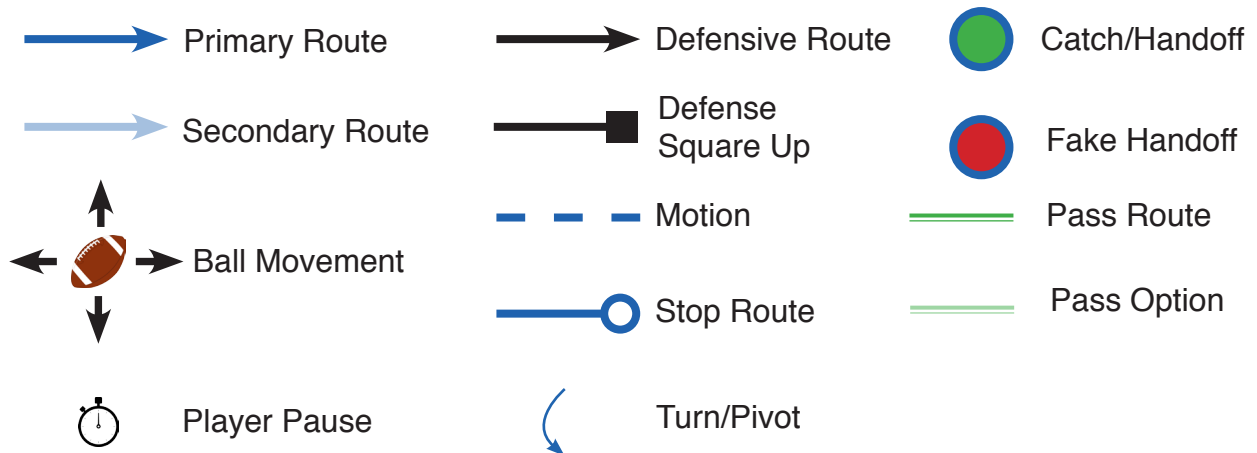 Primary Route
Secondary Route
Ball Movement
Player Pause
Defensive Route
Defense
Square Up
Motion
Stop Route
Turn/Pivot
Catch/Handoff
Fake Handoff
Pass Route
Pass Option